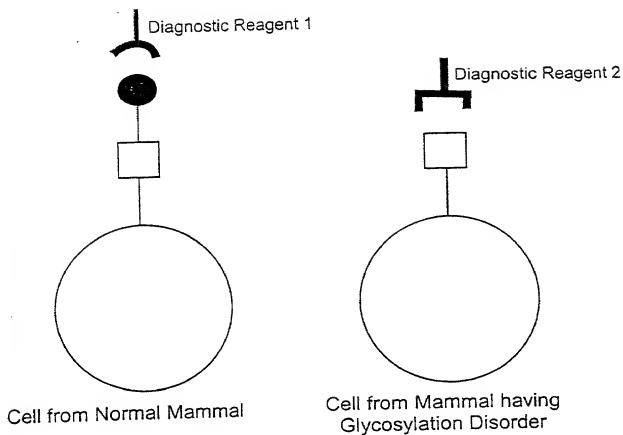 Diagnostic Reagent 1
Diagnostic Reagent 2
Cell from Normal Mammal
Cell from Mammal having
Glycosylation Disorder